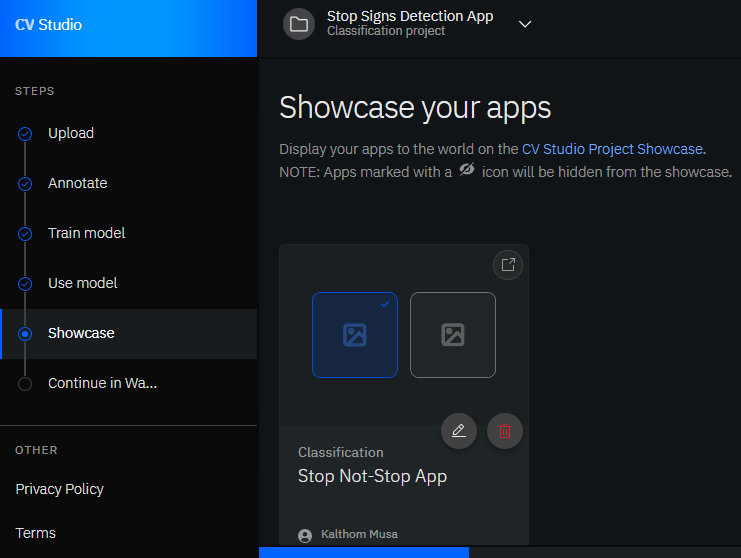 CV Studio
Stop Signs Detection App
Classification project
STEPS
Upload
Annotate
Train model
Use model
Showcase
Continue in Wa...
OTHER
Privacy Policy
Terms
Showcase your apps
Display your apps to the world on the CV Studio Project Showcase.
NOTE: Apps marked with a icon will be hidden from the showcase.
Classification
Stop Not-Stop App
Kalthom Musa